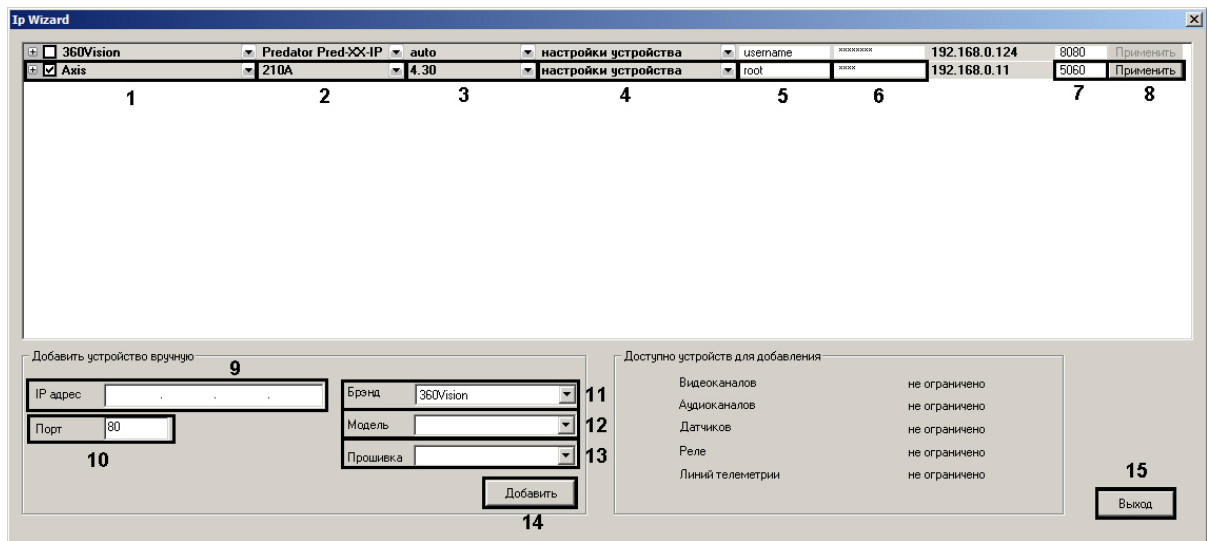 Ip Wizard
360Vision Predator Pred-XX-IP auto настройки устройства username ×××××××× 192.168.0.124 8080 Применить
Axis 210A 4.30 настройки устройства root ×××× 192.168.0.11 5060 Применить
1 2 3 4 5 6 7 8
Добавить устройство вручную
9
IP адрес . . .
Порт 80
10
Брэнд 360Vision 11
Модель 12
Прошивка 13
Добавить
14
Доступно устройств для добавления
Видеоканалов не ограничено
Аудиоканалов не ограничено
Датчиков не ограничено
Реле не ограничено
Линий телеметрии не ограничено
15
Выход